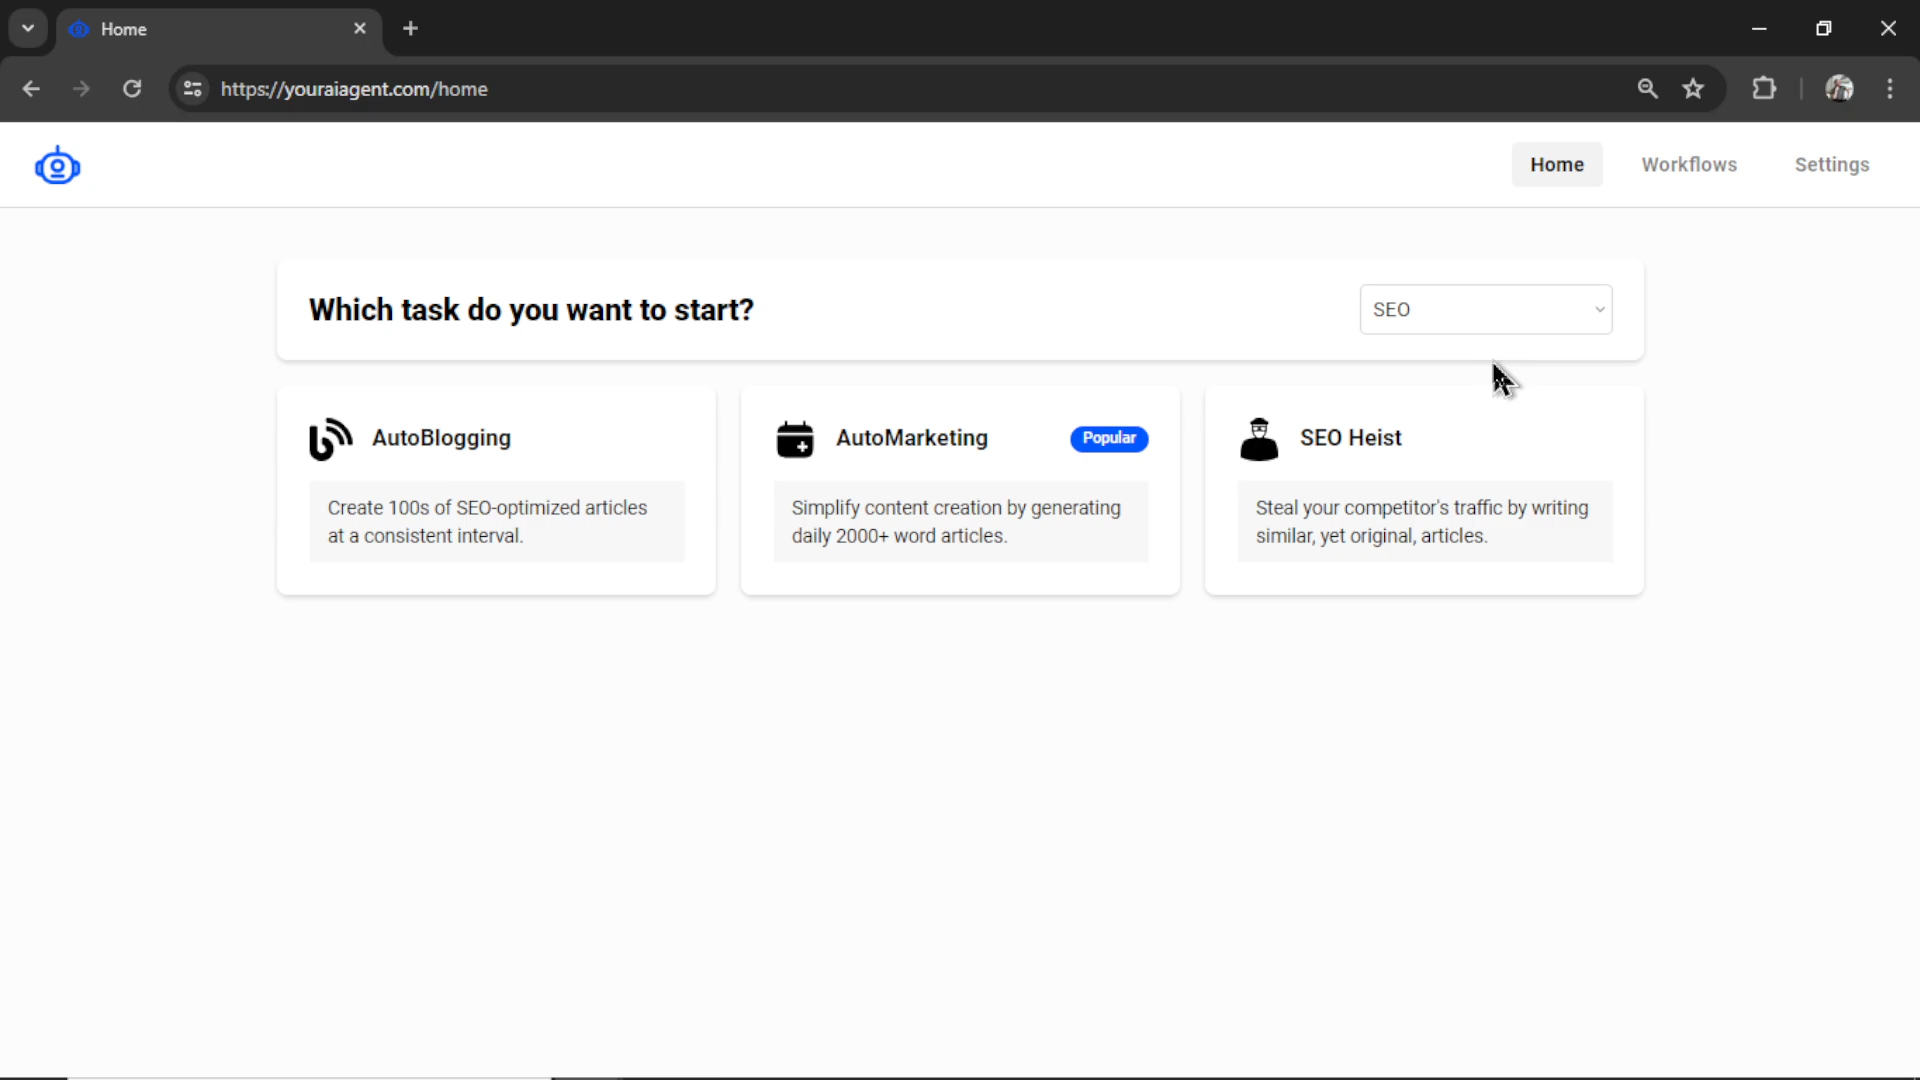 Home
https://youraiagent.com/home
Home
Workflows
Settings
Which task do you want to start?
SEO
AutoBlogging
Create 100s of SEO-optimized articles
at a consistent interval.
AutoMarketing
Popular
Simplify content creation by generating
daily 2000+ word articles.
SEO Heist
Steal your competitor's traffic by writing
similar, yet original, articles.